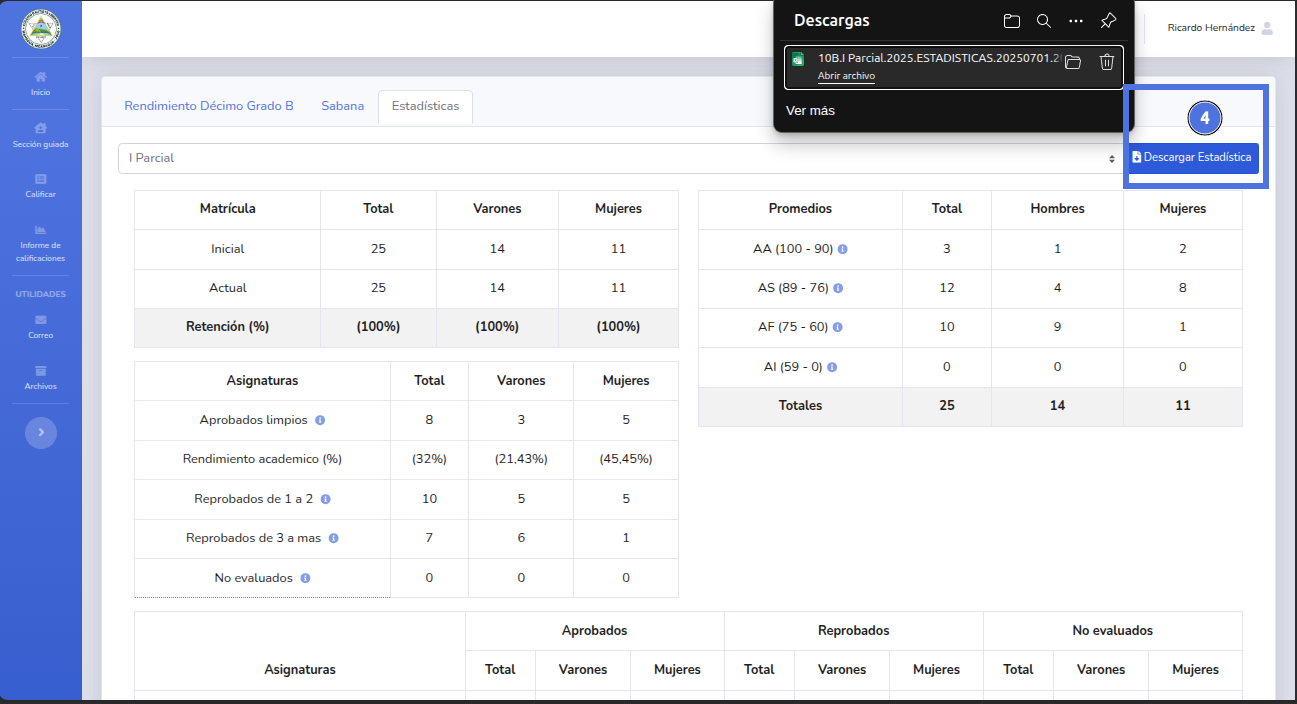 Descargas
Ricardo Hernández
10B.I Parcial.2025.ESTADISTICAS.20250701.2
Abrir archivo
Ver más
Inicio
Sección guiada
Calificar
Informe de
calificaciones
UTILIDADES
Correo
Archivos
Rendimiento Décimo Grado B Sabana Estadísticas
4
I Parcial
Descargar Estadística
Matrícula Total Varones Mujeres
Inicial 25 14 11
Actual 25 14 11
Retención (%) (100%) (100%) (100%)
Promedios Total Hombres Mujeres
AA (100 - 90) 3 1 2
AS (89 - 76) 12 4 8
AF (75 - 60) 10 9 1
AI (59 - 0) 0 0 0
Totales 25 14 11
Asignaturas Total Varones Mujeres
Aprobados limpios 8 3 5
Rendimiento academico (%) (32%) (21,43%) (45,45%)
Reprobados de 1 a 2 10 5 5
Reprobados de 3 a mas 7 6 1
No evaluados 0 0 0
Aprobados Reprobados No evaluados
Asignaturas Total Varones Mujeres Total Varones Mujeres Total Varones Mujeres